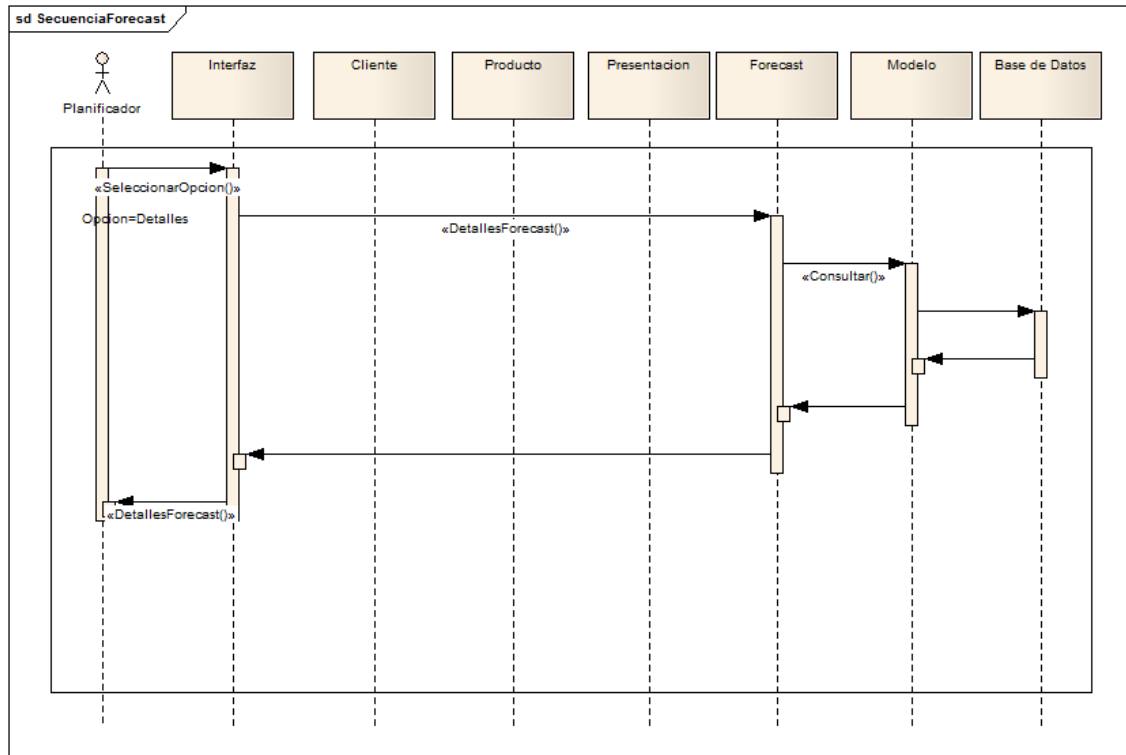 sd SecuenciaForecast
Planificador
Interfaz
Cliente
Producto
Presentacion
Forecast
Modelo
Base de Datos
«SeleccionarOpcion()»
Opcion=Detalles
«DetallesForecast()»
«Consultar()»
«DetallesForecast()»